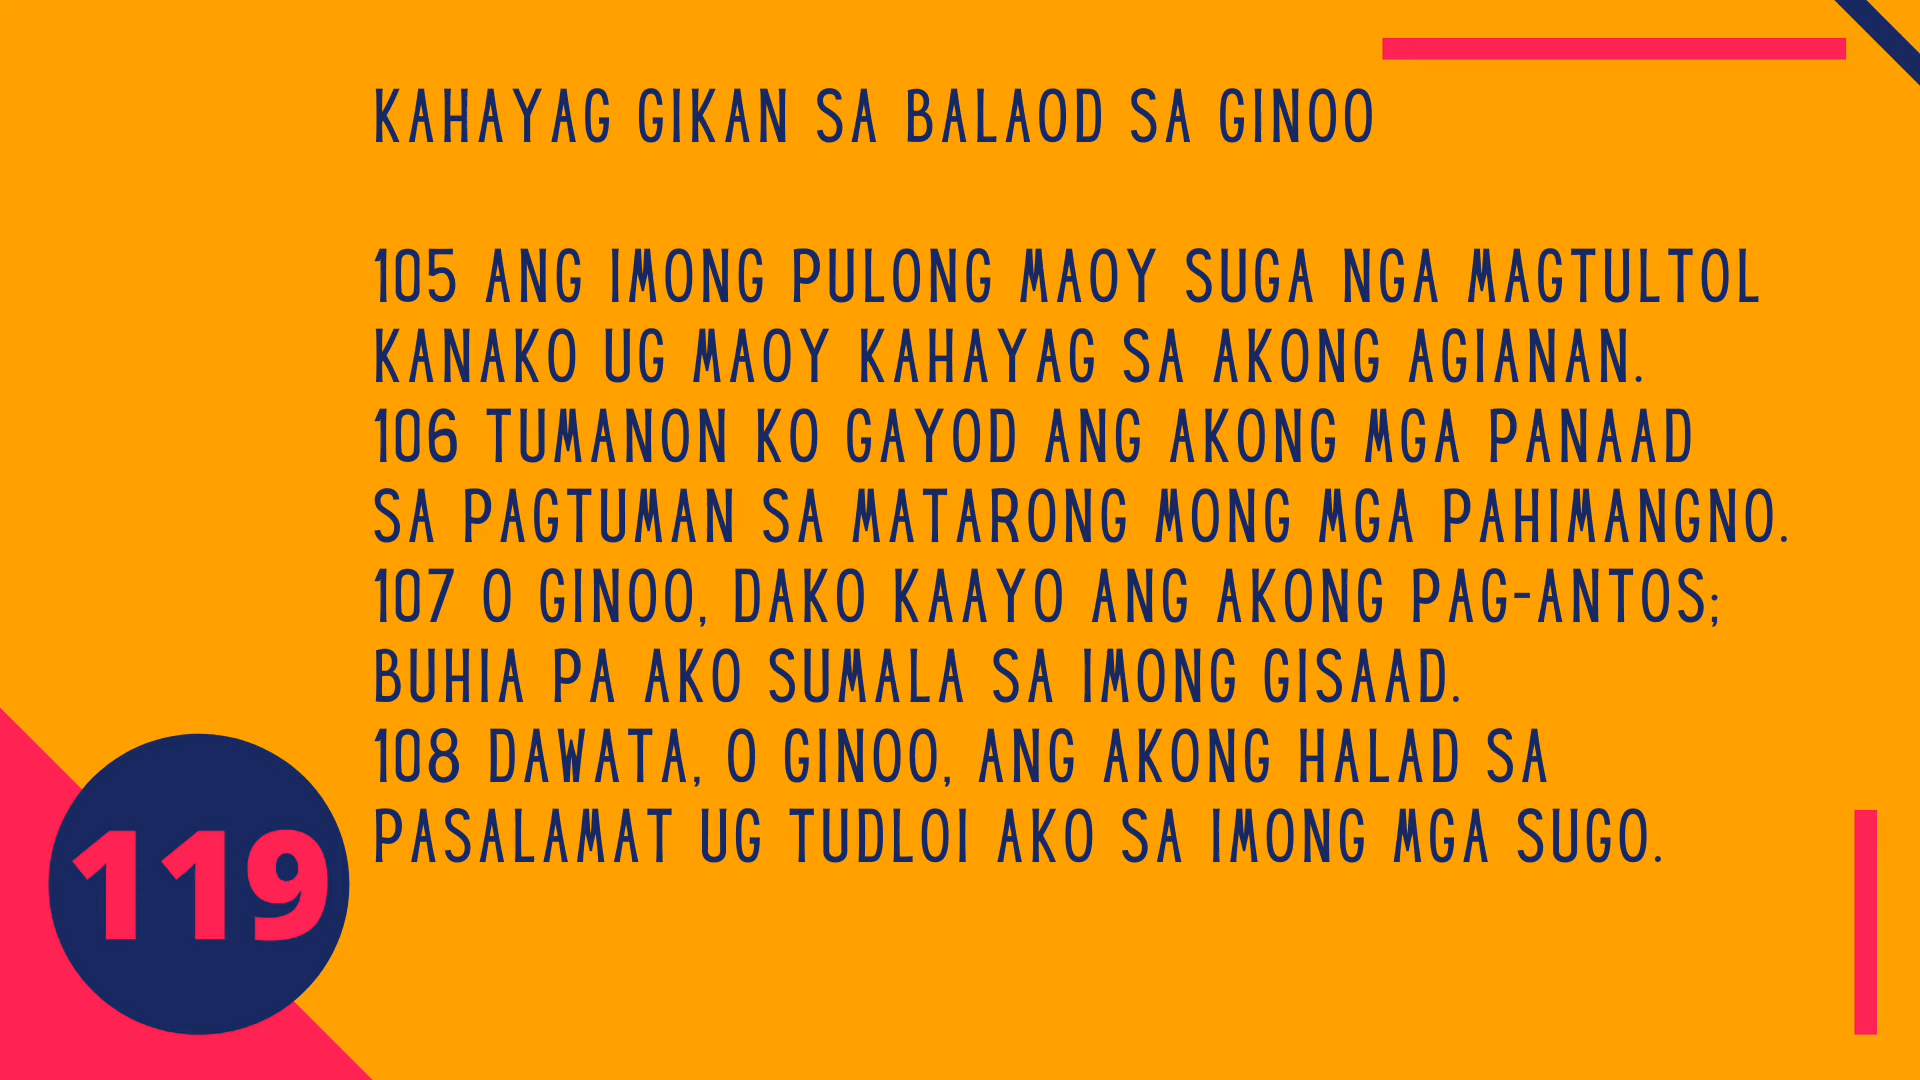 KAHAYAG GIKAN SA BALAOD SA GINOO
105 ANG IMONG PULONG MAOY SUGA NGA MAGTULTOL
KANAKO UG MAOY KAHAYAG SA AKONG AGIANAN.
106 TUMANON KO GAYOD ANG AKONG MGA PANAAD
SA PAGTUMAN SA MATARONG MONG MGA PAHIMANGNO.
107 O GINOO, DAKO KAAYO ANG AKONG PAG-ANTOS;
BUHIA PA AKO SUMALA SA IMONG GISAAD.
108 DAWATA, O GINOO, ANG AKONG HALAD SA
PASALAMAT UG TUDLOI AKO SA IMONG MGA SUGO.
119